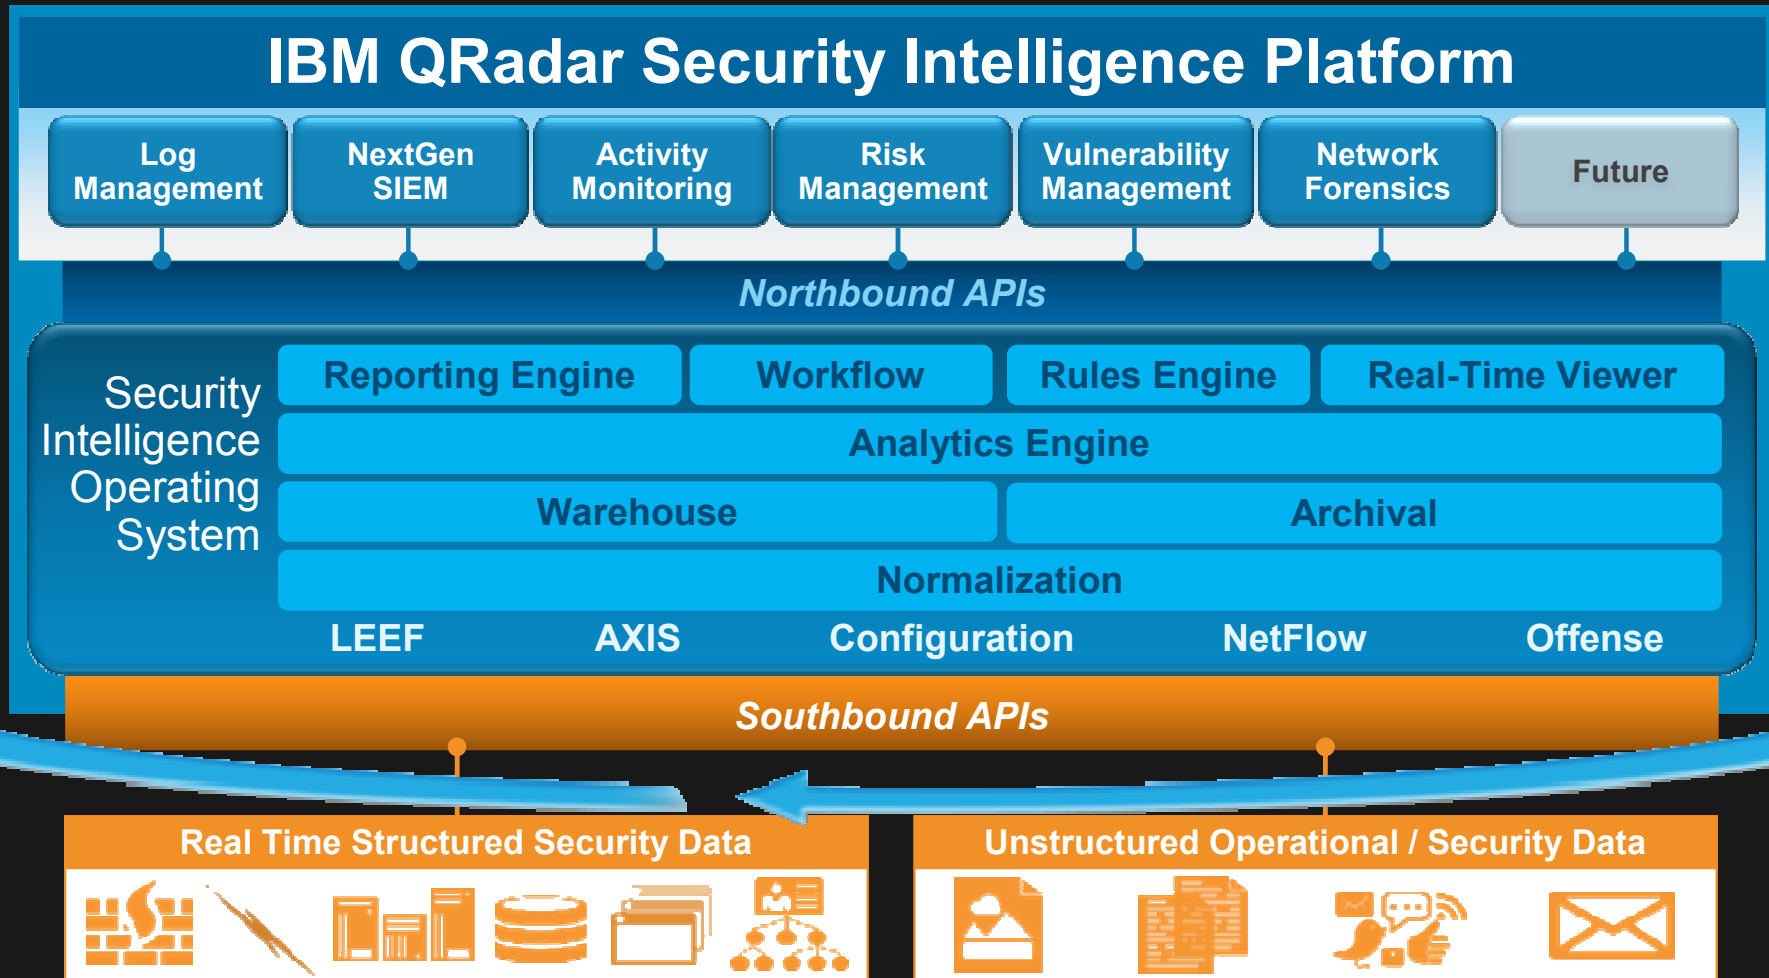 IBM QRadar Security Intelligence Platform
Log Management
NextGen SIEM
Activity Monitoring
Risk Management
Vulnerability Management
Network Forensics
Future
Northbound APIs
Security
Intelligence
Operating
System
Reporting Engine
Workflow
Rules Engine
Real-Time Viewer
Analytics Engine
Warehouse
Archival
Normalization
LEEF
AXIS
Configuration
NetFlow
Offense
Southbound APIs
Real Time Structured Security Data
Unstructured Operational / Security Data